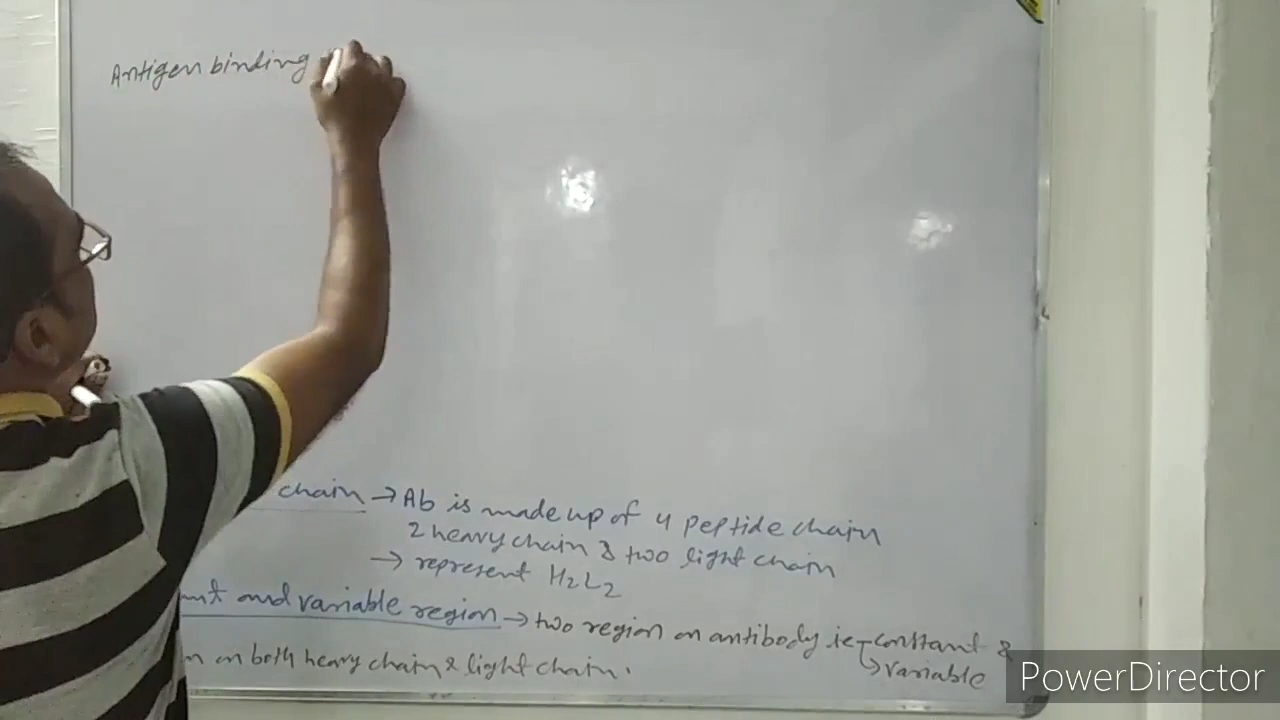 Antigen binding
chain → Ab is made up of 4 peptide chain
2 heavy chain & two light chain
→ represent H₂L₂
and variable region → two region on antibody i.e constant &
variable
on both heavy chain & light chain.
PowerDirector